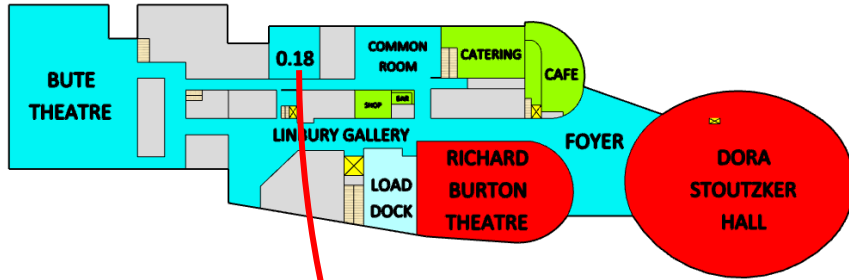 BUTE
THEATRE
0.18
COMMON
ROOM
CATERING
CAFE
SHOP
BAR
LINBURY GALLERY
FOYER
LOAD
DOCK
RICHARD
BURTON
THEATRE
DORA
STOUTZKER
HALL